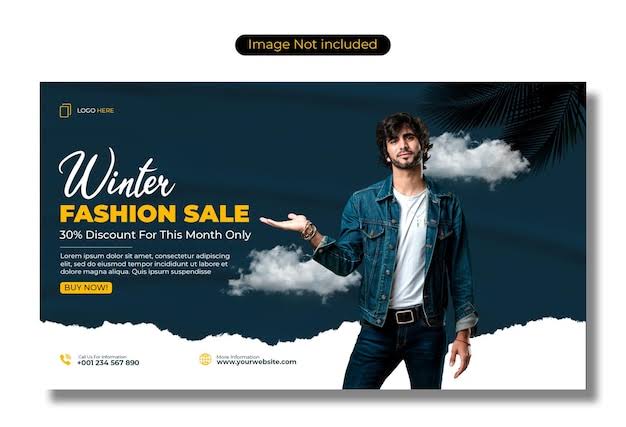 Image Not included
LOGO HERE
Winter
FASHION SALE
30% Discount For This Month Only
Lorem ipsum dolor sit amet, consectetur adipiscing
elit, sed do eiusmod tempor incididunt ut labore
et dolore magna aliqua. Quis ipsum suspendisse
BUY NOW!
Call Us For Information
+001 234 567 890
More Information
www.yourwebsite.com